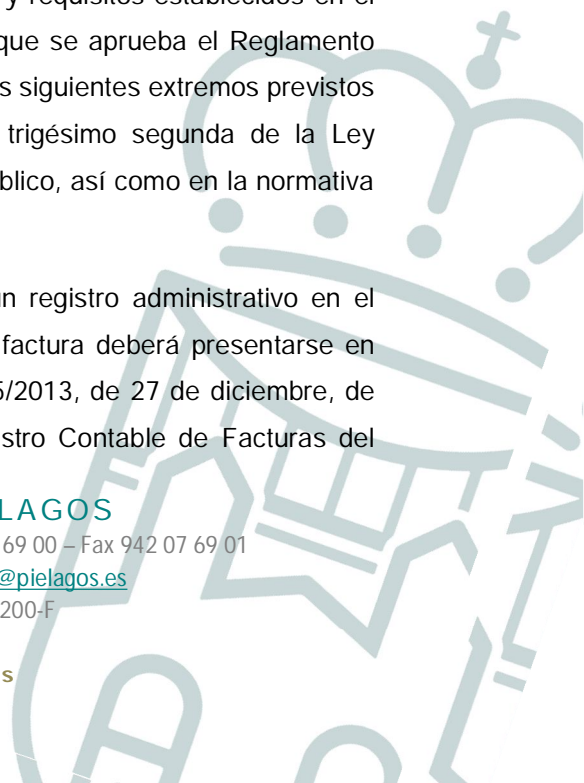 y requisitos establecidos en el
que se aprueba el Reglamento
s siguientes extremos previstos
trigésimo segunda de la Ley
blico, así como en la normativa
n registro administrativo en el
factura deberá presentarse en
5/2013, de 27 de diciembre, de
stro Contable de Facturas del
LAGOS
69 00 – Fax 942 07 69 01
@pielagos.es
200-F
s